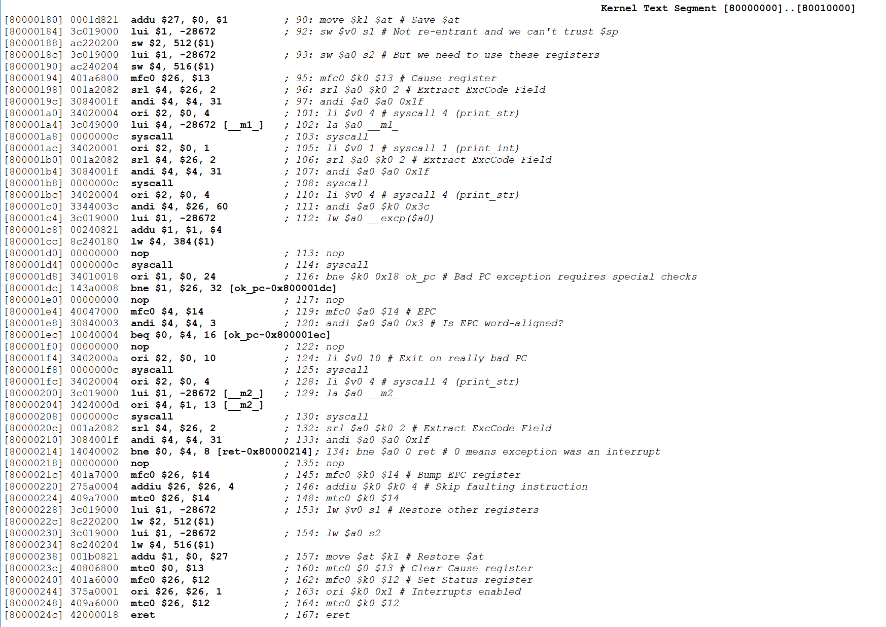 Kernel Text Segment [80000000]..[80010000]
[80000180] 0001d821 addu $27, $0, $1 ; 90: move $k1 $at # Save $at
[80000184] 3c019000 lui $1, -28672 ; 92: sw $v0 s1 # Not re-entrant and we can't trust $sp
[80000188] ac220200 sw $2, 512($1)
[8000018c] 3c019000 lui $1, -28672 ; 93: sw $a0 s2 # But we need to use these registers
[80000190] ac240204 sw $4, 516($1)
[80000194] 401a6800 mfc0 $26, $13 ; 95: mfc0 $k0 $13 # Cause register
[80000198] 001a2082 srl $4, $26, 2 ; 96: srl $a0 $k0 2 # Extract ExcCode Field
[8000019c] 3084001f andi $4, $4, 31 ; 97: andi $a0 $a0 0x1f
[800001a0] 34020004 ori $2, $0, 4 ; 101: li $v0 4 # syscall 4 (print_str)
[800001a4] 3c049000 lui $4, -28672 [__m1_] ; 102: la $a0 __m1_
[800001a8] 0000000c syscall ; 103: syscall
[800001ac] 34020001 ori $2, $0, 1 ; 105: li $v0 1 # syscall 1 (print_int)
[800001b0] 001a2082 srl $4, $26, 2 ; 106: srl $a0 $k0 2 # Extract ExcCode Field
[800001b4] 3084001f andi $4, $4, 31 ; 107: andi $a0 $a0 0x1f
[800001b8] 0000000c syscall ; 108: syscall
[800001bc] 34020004 ori $2, $0, 4 ; 110: li $v0 4 # syscall 4 (print_str)
[800001c0] 3344003c andi $4, $26, 60 ; 111: andi $a0 $k0 0x3c
[800001c4] 3c019000 lui $1, -28672 ; 112: lw $a0 __excp($a0)
[800001c8] 00240821 addu $1, $1, $4
[800001cc] 8c240180 lw $4, 384($1)
[800001d0] 00000000 nop ; 113: nop
[800001d4] 0000000c syscall ; 114: syscall
[800001d8] 34010018 ori $1, $0, 24 ; 116: bne $k0 0x18 ok_pc # Bad PC exception requires special checks
[800001dc] 143a0008 bne $1, $26, 32 [ok_pc-0x800001dc]
[800001e0] 00000000 nop ; 117: nop
[800001e4] 40047000 mfc0 $4, $14 ; 119: mfc0 $a0 $14 # EPC
[800001e8] 30840003 andi $4, $4, 3 ; 120: andi $a0 $a0 0x3 # Is EPC word-aligned?
[800001ec] 10040004 beq $0, $4, 16 [ok_pc-0x800001ec]
[800001f0] 00000000 nop ; 122: nop
[800001f4] 3402000a ori $2, $0, 10 ; 124: li $v0 10 # Exit on really bad PC
[800001f8] 0000000c syscall ; 125: syscall
[800001fc] 34020004 ori $2, $0, 4 ; 128: li $v0 4 # syscall 4 (print_str)
[80000200] 3c019000 lui $1, -28672 [__m2_] ; 129: la $a0 __m2_
[80000204] 3424000d ori $4, $1, 13 [__m2_]
[80000208] 0000000c syscall ; 130: syscall
[8000020c] 001a2082 srl $4, $26, 2 ; 132: srl $a0 $k0 2 # Extract ExcCode Field
[80000210] 3084001f andi $4, $4, 31 ; 133: andi $a0 $a0 0x1f
[80000214] 14040002 bne $0, $4, 8 [ret-0x80000214]; 134: bne $a0 0 ret # 0 means exception was an interrupt
[80000218] 00000000 nop ; 135: nop
[8000021c] 401a7000 mfc0 $26, $14 ; 145: mfc0 $k0 $14 # Bump EPC register
[80000220] 275a0004 addiu $26, $26, 4 ; 146: addiu $k0 $k0 4 # Skip faulting instruction
[80000224] 409a7000 mtc0 $26, $14 ; 148: mtc0 $k0 $14
[80000228] 3c019000 lui $1, -28672 ; 153: lw $v0 s1 # Restore other registers
[8000022c] 8c220200 lw $2, 512($1)
[80000230] 3c019000 lui $1, -28672 ; 154: lw $a0 s2
[80000234] 8c240204 lw $4, 516($1)
[80000238] 001b0821 addu $1, $0, $27 ; 157: move $at $k1 # Restore $at
[8000023c] 40806800 mtc0 $0, $13 ; 160: mtc0 $0 $13 # Clear Cause register
[80000240] 401a6000 mfc0 $26, $12 ; 162: mfc0 $k0 $12 # Set Status register
[80000244] 375a0001 ori $26, $26, 1 ; 163: ori $k0 0x1 # Interrupts enabled
[80000248] 409a6000 mtc0 $26, $12 ; 164: mtc0 $k0 $12
[8000024c] 42000018 eret ; 167: eret